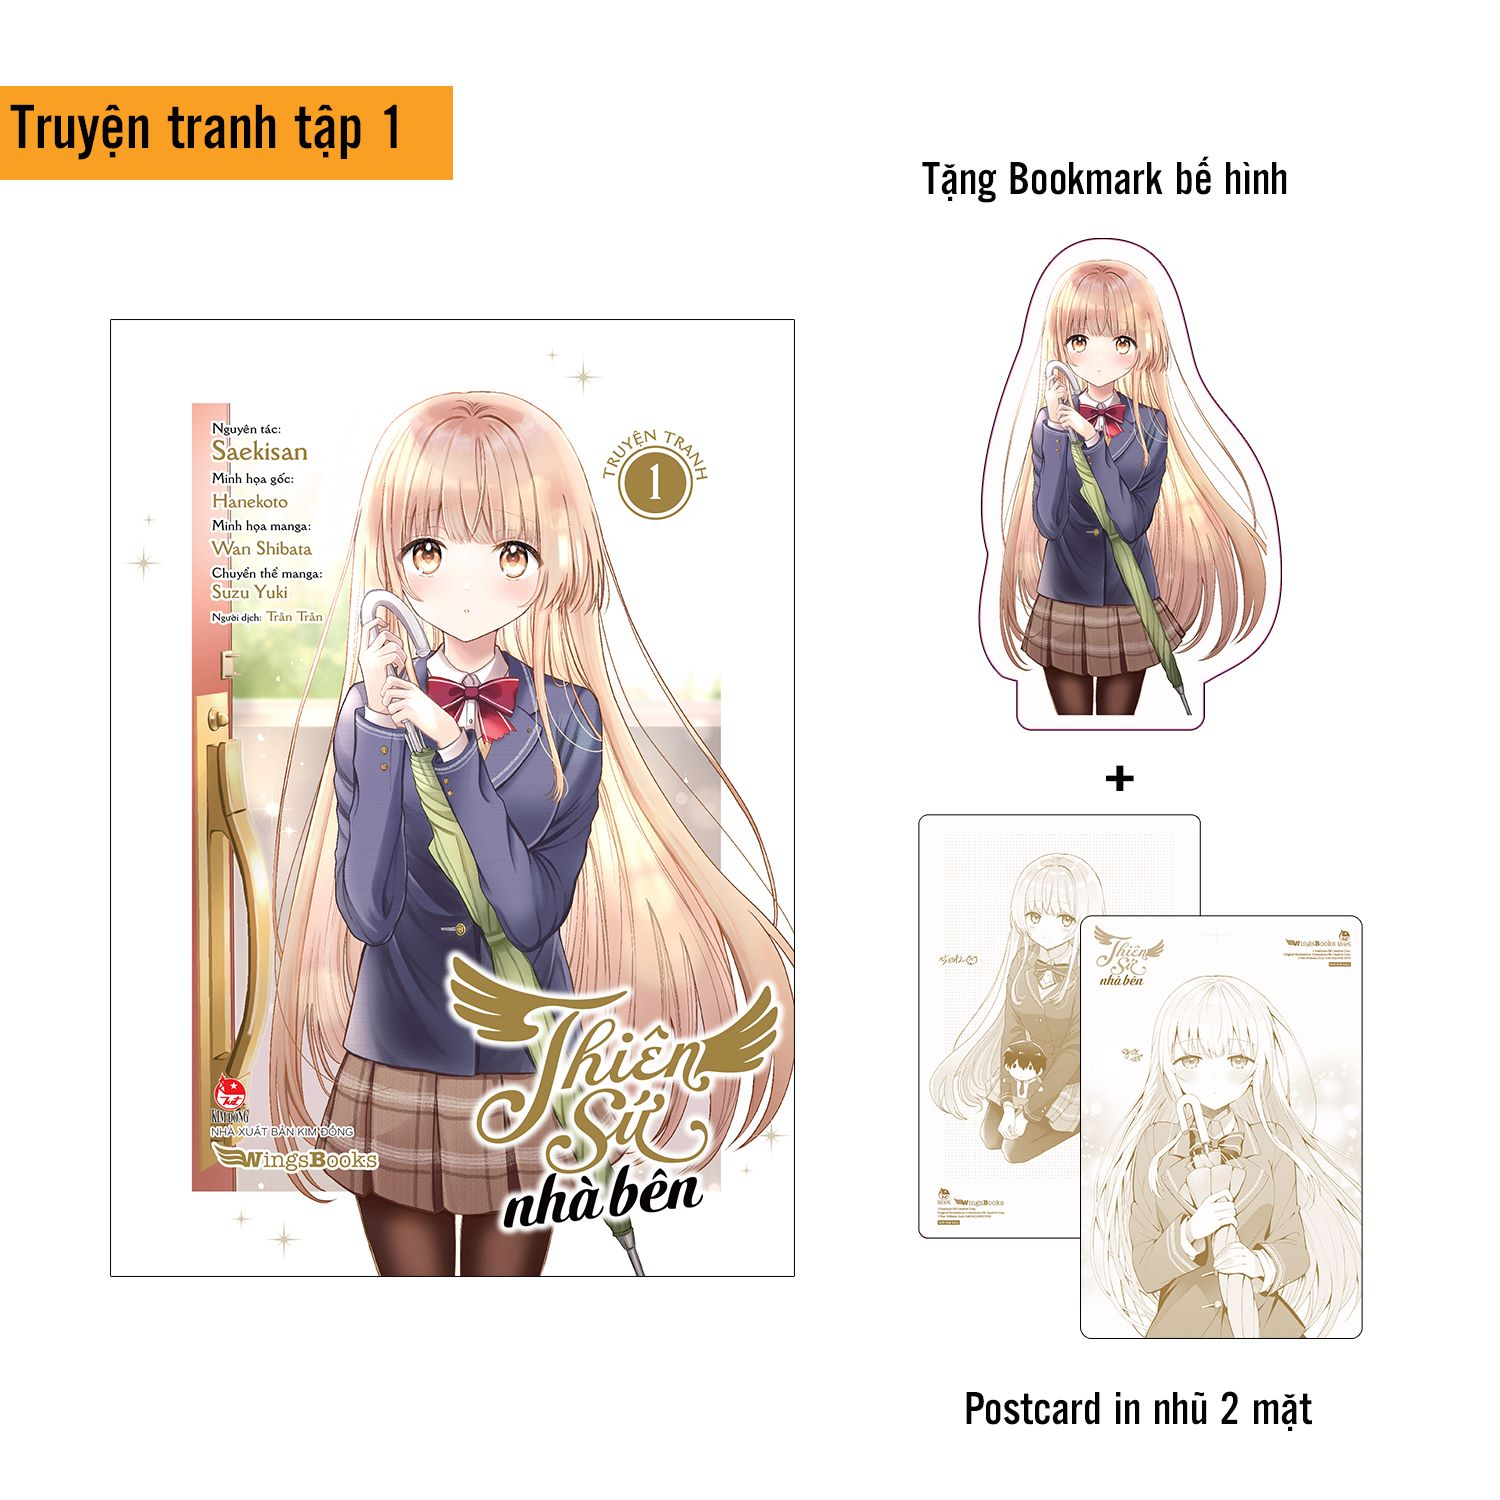 Truyện tranh tập 1
Tặng Bookmark bế hình
Nguyên tác:
Saekisan
Minh họa gốc:
Hanekoto
Minh họa manga:
Wan Shibata
Chuyển thể manga:
Suzu Yuki
Người dịch: Trân Trân
TRUYỆN TRANH
1
Thiên
Sứ
nhà bên
KIM ĐỒNG
NHÀ XUẤT BẢN KIM ĐỒNG
WingsBooks
+
Thiên
Sứ
nhà bên
WingsBooks
WingsBooks
Postcard in nhũ 2 mặt